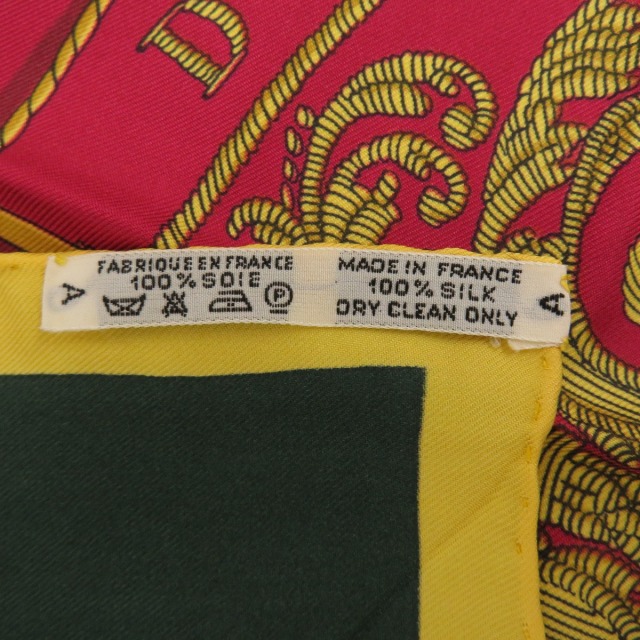 D
FABRIQUE EN FRANCE
100% SOIE
P
MADE IN FRANCE
100% SILK
DRY CLEAN ONLY
A
A